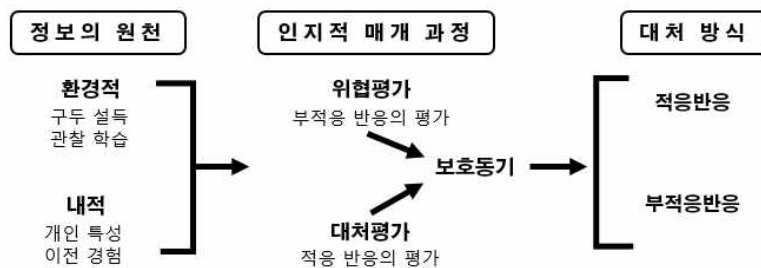 정보의 원천
인지적 매개 과정
대처 방식
환경적
구두 설득
관찰 학습
내적
개인 특성
이전 경험
위협평가
부적응 반응의 평가
보호동기
대처평가
적응 반응의 평가
적응반응
부적응반응